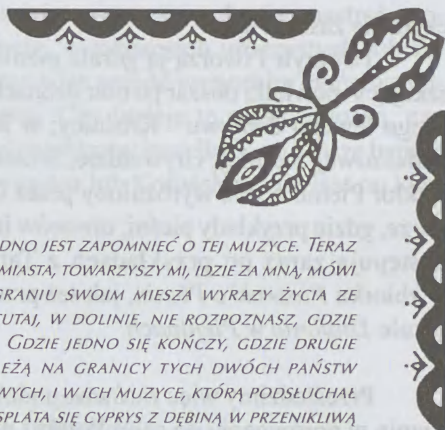 DNO JEST ZAPOMNIEĆ O TEJ MUZYCE. TERAZ
MIASTA, TOWARZYSZY MI, IDZIE ZA MNĄ, MÓWI
GRANIU SWOIM MIESZA WYRAZY ŻYCIA ZE
TUTAJ, W DOLINIE, NIE ROZPOZNASZ, GDZIE
GDZIE JEDNO SIĘ KOŃCZY, GDZIE DRUGIE
LEŻĄ NA GRANICY TYCH DWÓCH PAŃSTW
WYCH, I W ICH MUZYCE, KTÓRĄ PODSŁUCHAŁ
SPLATA SIĘ CYPRYS Z DĘBINĄ W PRZENIKLIWĄ